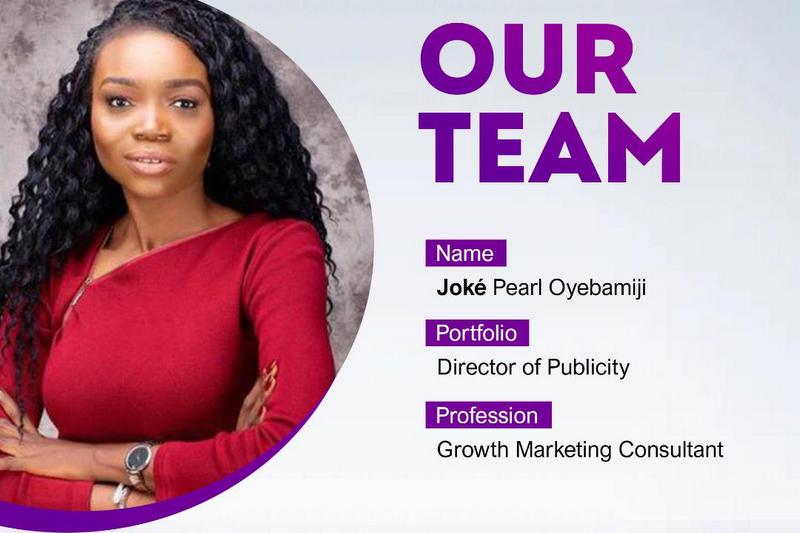 OUR
TEAM
Name
Joké Pearl Oyebamiji
Portfolio
Director of Publicity
Profession
Growth Marketing Consultant